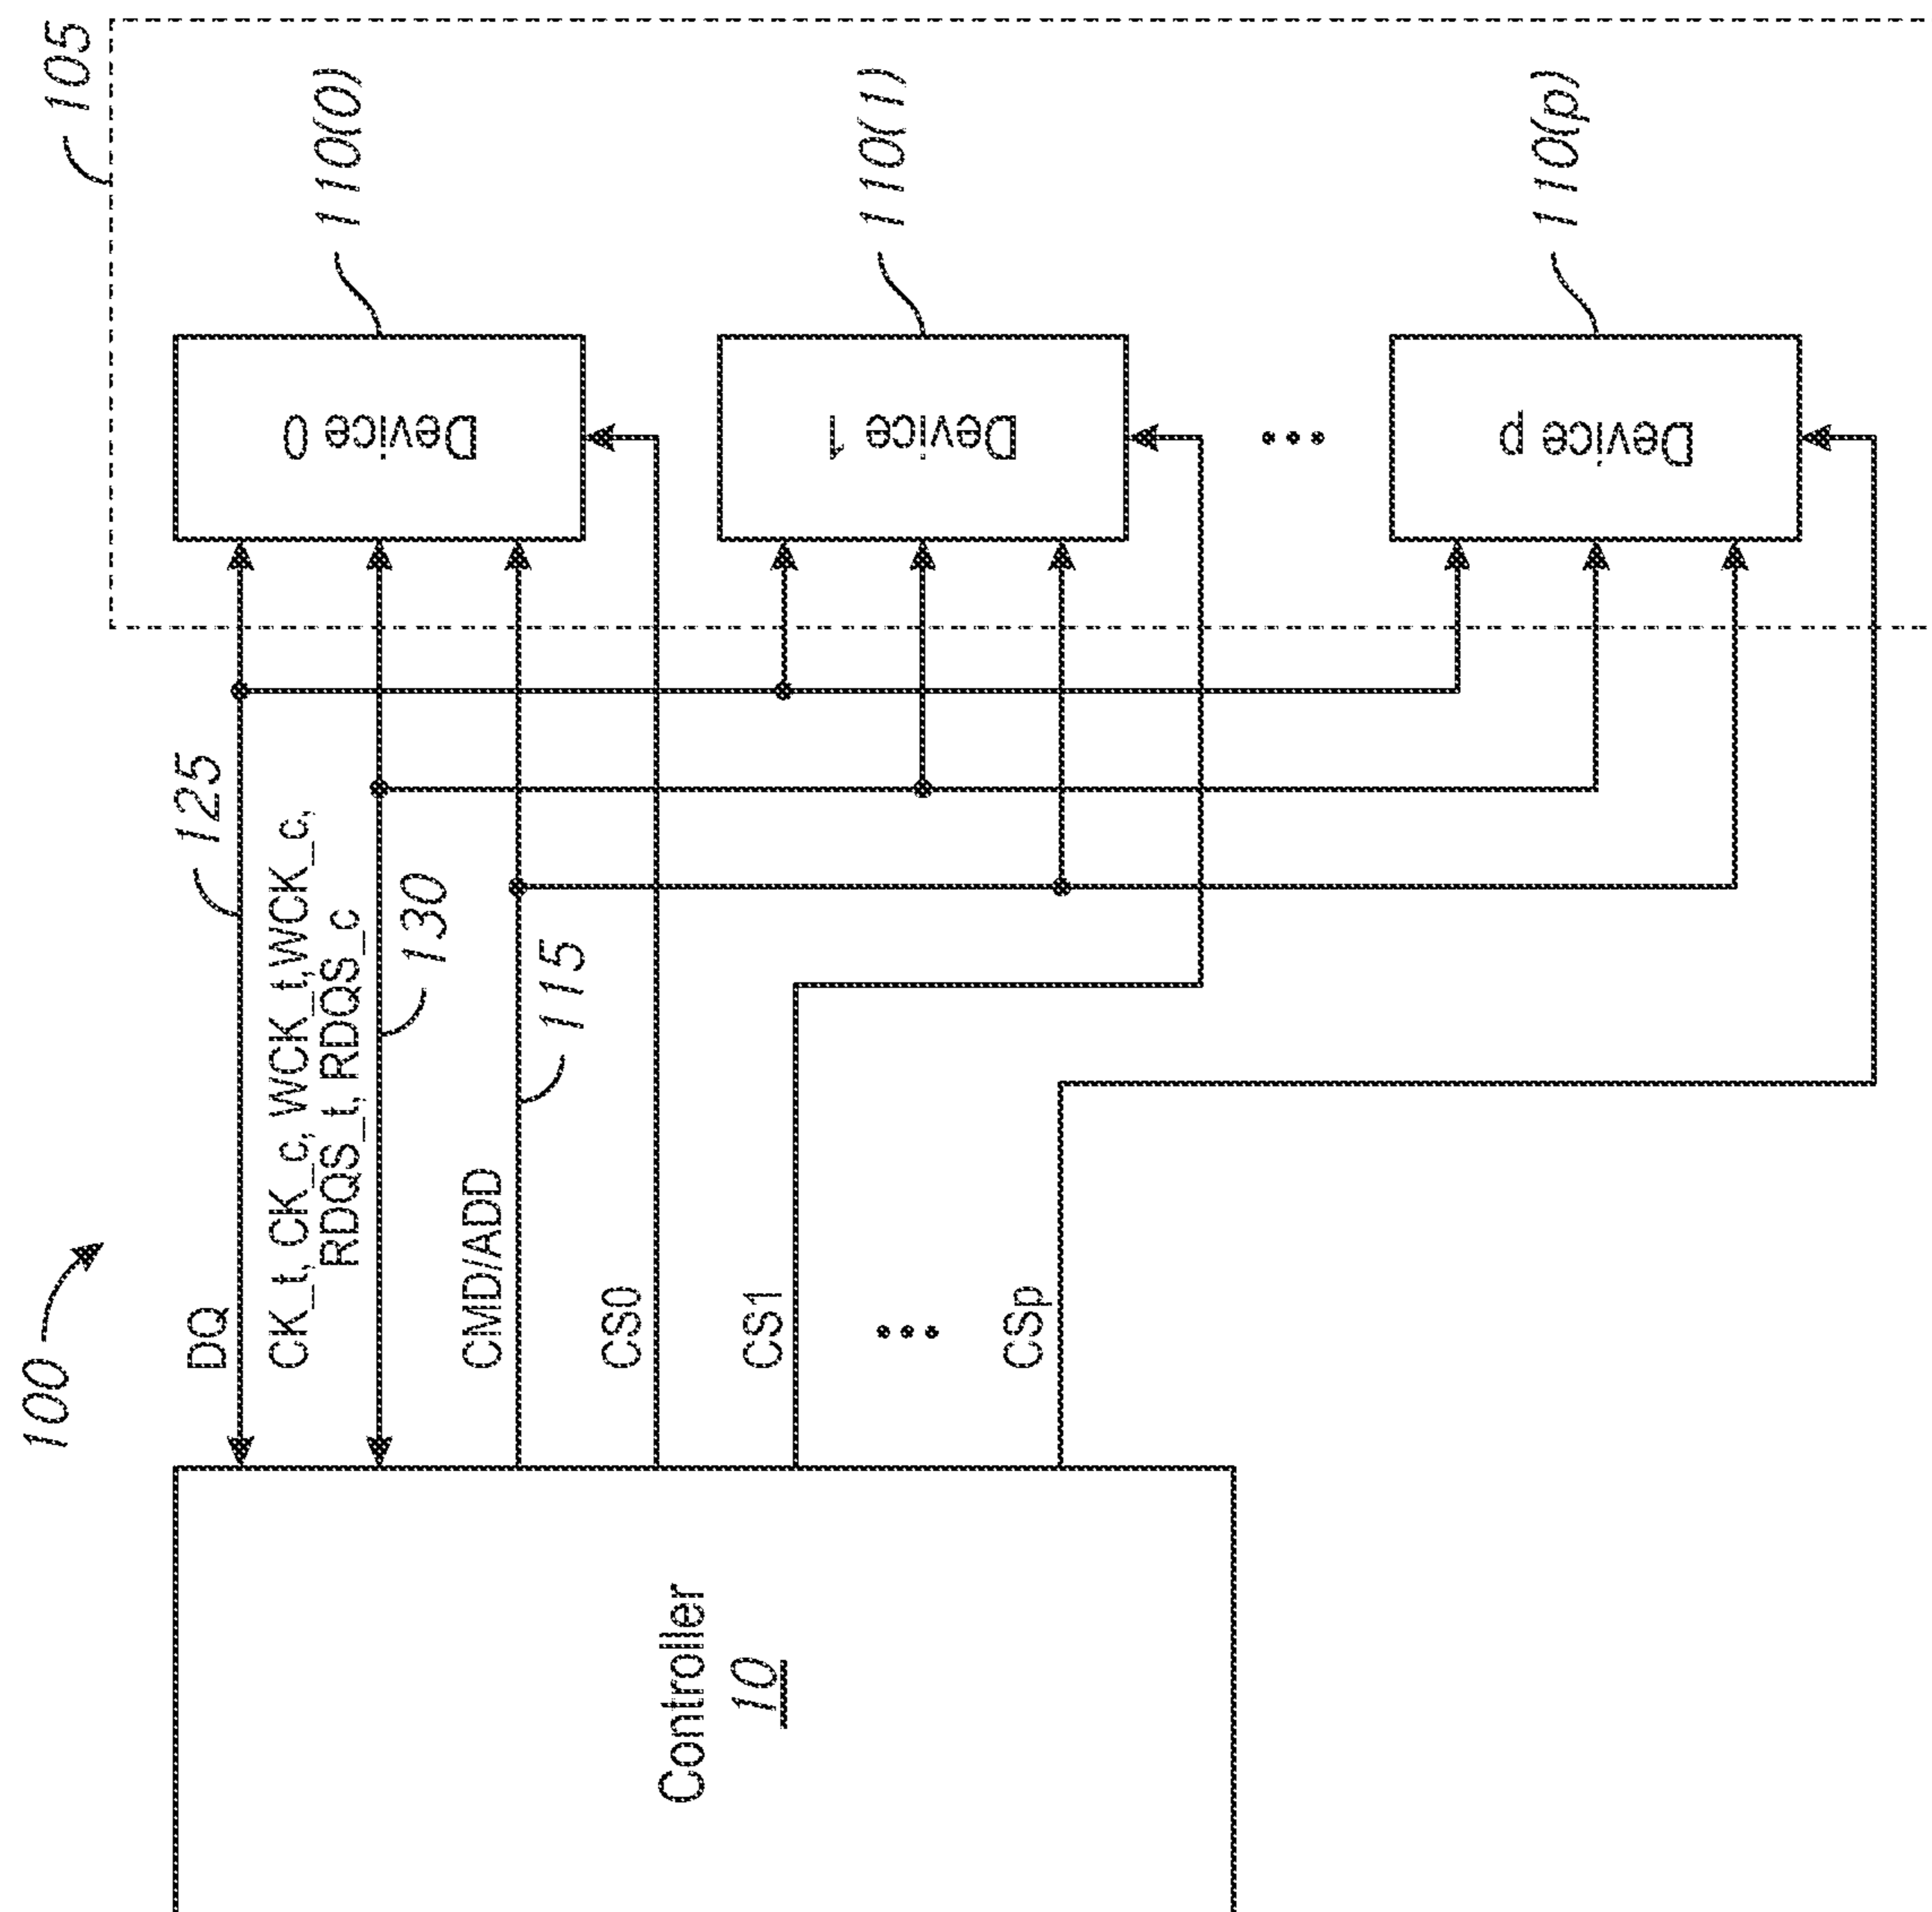 100
105
DQ
125
CK_t, CK_c, WCK_t,WCK_c,
RDQS_t, RDQS_c
130
CMD/ADD
115
CS0
CS1
•••
CSp
Controller
10
Device 0
110(0)
Device 1
110(1)
•••
Device p
110(p)